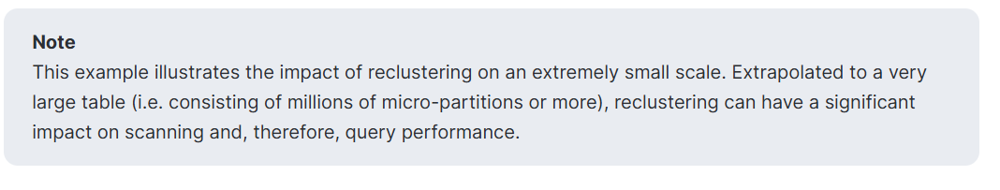 Note
This example illustrates the impact of reclustering on an extremely small scale. Extrapolated to a very
large table (i.e. consisting of millions of micro-partitions or more), reclustering can have a significant
impact on scanning and, therefore, query performance.